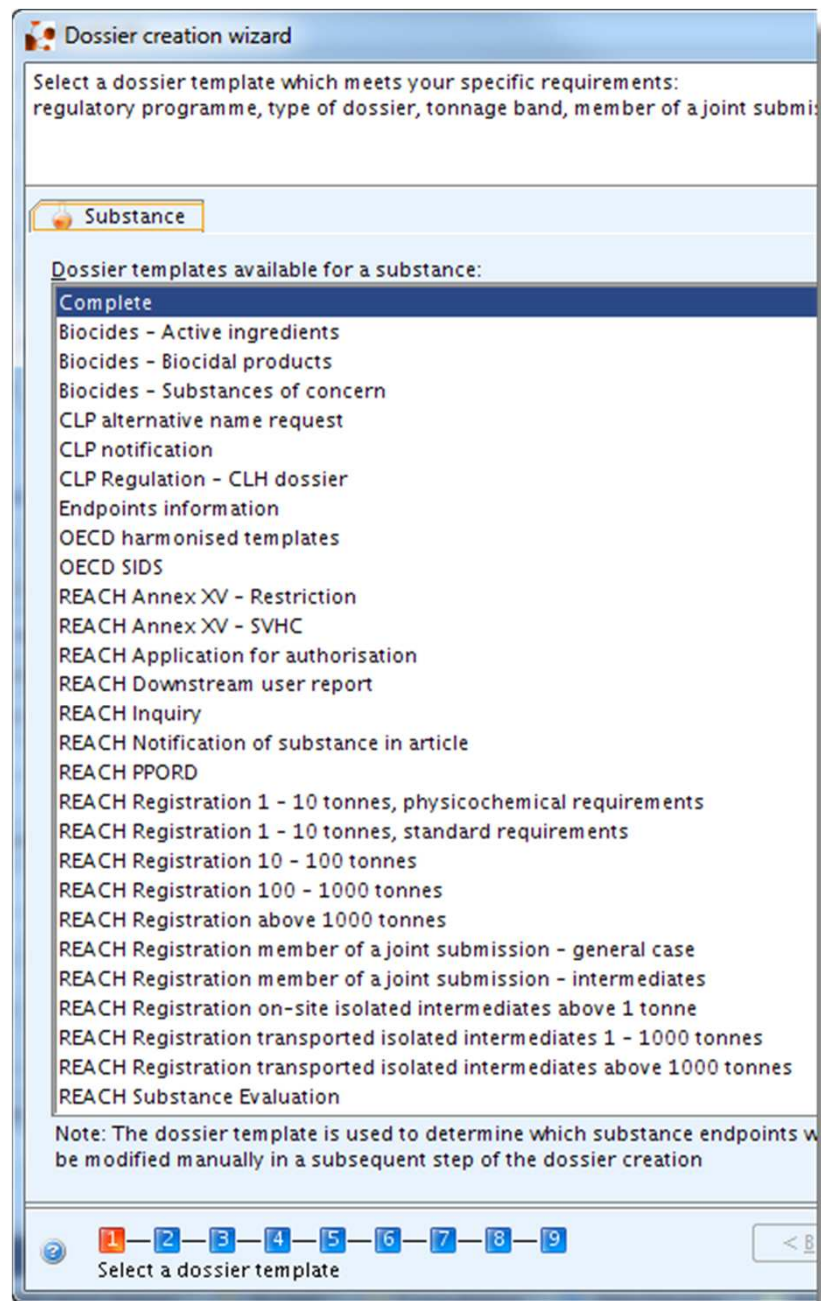 Dossier creation wizard
Select a dossier template which meets your specific requirements:
regulatory programme, type of dossier, tonnage band, member of a joint submi
Substance
Dossier templates available for a substance:
Complete
Biocides - Active ingredients
Biocides - Biocidal products
Biocides - Substances of concern
CLP alternative name request
CLP notification
CLP Regulation - CLH dossier
Endpoints information
OECD harmonised templates
OECD SIDS
REACH Annex XV - Restriction
REACH Annex XV - SVHC
REACH Application for authorisation
REACH Downstream user report
REACH Inquiry
REACH Notification of substance in article
REACH PPORD
REACH Registration 1 - 10 tonnes, physicochemical requirements
REACH Registration 1 - 10 tonnes, standard requirements
REACH Registration 10 - 100 tonnes
REACH Registration 100 - 1000 tonnes
REACH Registration above 1000 tonnes
REACH Registration member of a joint submission - general case
REACH Registration member of a joint submission - intermediates
REACH Registration on-site isolated intermediates above 1 tonne
REACH Registration transported isolated intermediates 1 - 1000 tonnes
REACH Registration transported isolated intermediates above 1000 tonnes
REACH Substance Evaluation
Note: The dossier template is used to determine which substance endpoints w
be modified manually in a subsequent step of the dossier creation
? 1 2 3 4 5 6 7 8 9 < B
Select a dossier template